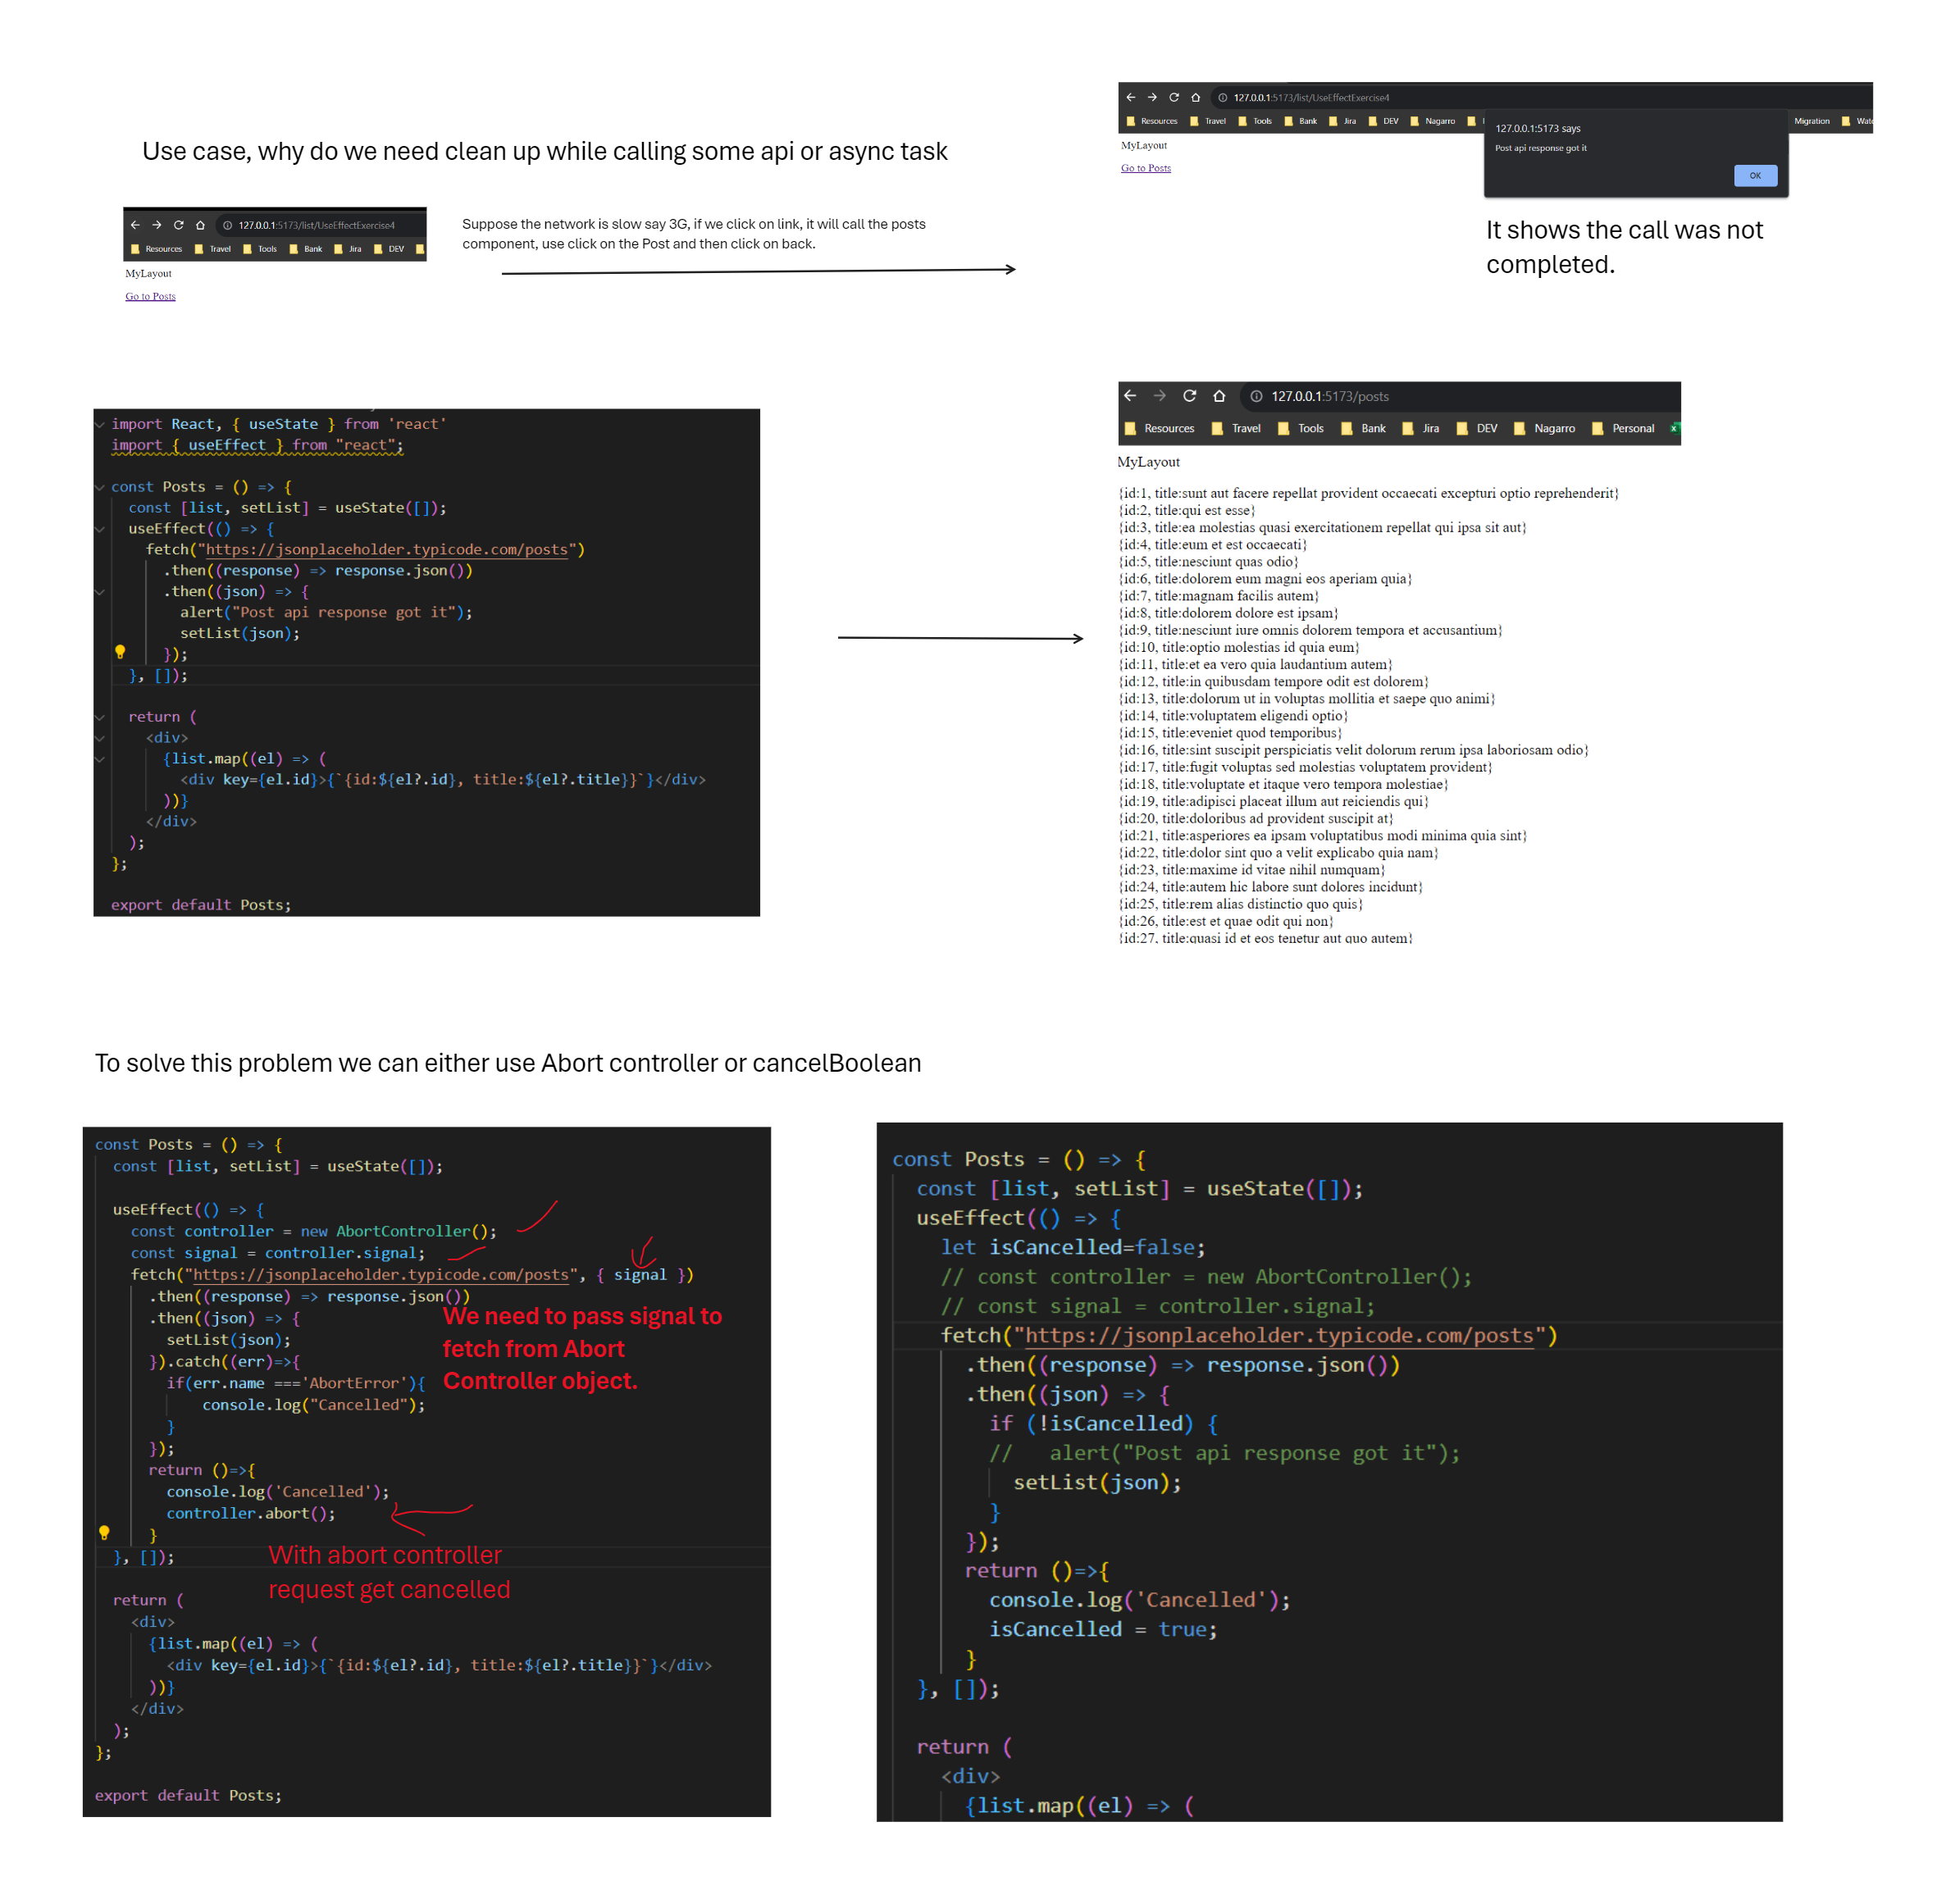 Use case, why do we need clean up while calling some api or async task
127.0.0.1:5173/list/UseEffectExercise4
Resources Travel Tools Bank Jira DEV
MyLayout
Go to Posts
Suppose the network is slow say 3G, if we click on link, it will call the posts
component, use click on the Post and then click on back.
127.0.0.1:5173/list/UseEffectExercise4
Resources Travel Tools Bank Jira DEV Nagarro
Migration
127.0.0.1:5173 says
Post api response got it
OK
MyLayout
Go to Posts
It shows the call was not
completed.
import React, { useState } from 'react'
import { useEffect } from "react";
const Posts = () => {
const [list, setList] = useState([]);
useEffect(() => {
fetch("https://jsonplaceholder.typicode.com/posts")
.then((response) => response.json())
.then((json) => {
alert("Post api response got it");
setList(json);
});
}, []);
return (
<div>
{list.map((el) => (
<div key={el.id}>{`{id:${el?.id}, title:${el?.title}}`}</div>
))}
</div>
);
};
export default Posts;
127.0.0.1:5173/posts
Resources Travel Tools Bank Jira DEV Nagarro Personal
MyLayout
{id:1, title:sunt aut facere repellat provident occaecati excepturi optio reprehenderit}
{id:2, title:qui est esse}
{id:3, title:ea molestias quasi exercitationem repellat qui ipsa sit aut}
{id:4, title:eum et est occaecati}
{id:5, title:nesciunt quas odio}
{id:6, title:dolorem eum magni eos aperiam quia}
{id:7, title:magnam facilis autem}
{id:8, title:dolorem dolore est ipsam}
{id:9, title:nesciunt iure omnis dolorem tempora et accusantium}
{id:10, title:optio molestias id quia eum}
{id:11, title:et ea vero quia laudantium autem}
{id:12, title:in quibusdam tempore odit est dolorem}
{id:13, title:dolorum ut in voluptas mollitia et saepe quo animi}
{id:14, title:voluptatem eligendi optio}
{id:15, title:eveniet quod temporibus}
{id:16, title:sint suscipit perspiciatis velit dolorum rerum ipsa laboriosam odio}
{id:17, title:fugit voluptas sed molestias voluptatem provident}
{id:18, title:voluptate et itaque vero tempora molestiae}
{id:19, title:adipisci placeat illum aut reiciendis qui}
{id:20, title:doloribus ad provident suscipit at}
{id:21, title:asperiores ea ipsam voluptatibus modi minima quia sint}
{id:22, title:dolor sint quo a velit explicabo quia nam}
{id:23, title:maxime id vitae nihil numquam}
{id:24, title:autem hic labore sunt dolores incidunt}
{id:25, title:rem alias distinctio quo quis}
{id:26, title:est et quae odit qui non}
{id:27, title:quasi id et eos tenetur aut quo autem}
To solve this problem we can either use Abort controller or cancelBoolean
const Posts = () => {
const [list, setList] = useState([]);
useEffect(() => {
const controller = new AbortController();
const signal = controller.signal;
fetch("https://jsonplaceholder.typicode.com/posts", { signal })
.then((response) => response.json())
.then((json) => {
setList(json);
}).catch((err)=>{
if(err.name ==='AbortError'){
console.log("Cancelled");
}
});
return ()=>{
console.log('Cancelled');
controller.abort();
}
}, []);
return (
<div>
{list.map((el) => (
<div key={el.id}>{`{id:${el?.id}, title:${el?.title}}`}</div>
))}
</div>
);
};
export default Posts;
We need to pass signal to
fetch from Abort
Controller object.
With abort controller
request get cancelled
const Posts = () => {
const [list, setList] = useState([]);
useEffect(() => {
let isCancelled=false;
// const controller = new AbortController();
// const signal = controller.signal;
fetch("https://jsonplaceholder.typicode.com/posts")
.then((response) => response.json())
.then((json) => {
if (!isCancelled) {
//   alert("Post api response got it");
setList(json);
}
});
return ()=>{
console.log('Cancelled');
isCancelled = true;
}
}, []);
return (
<div>
{list.map((el) => (